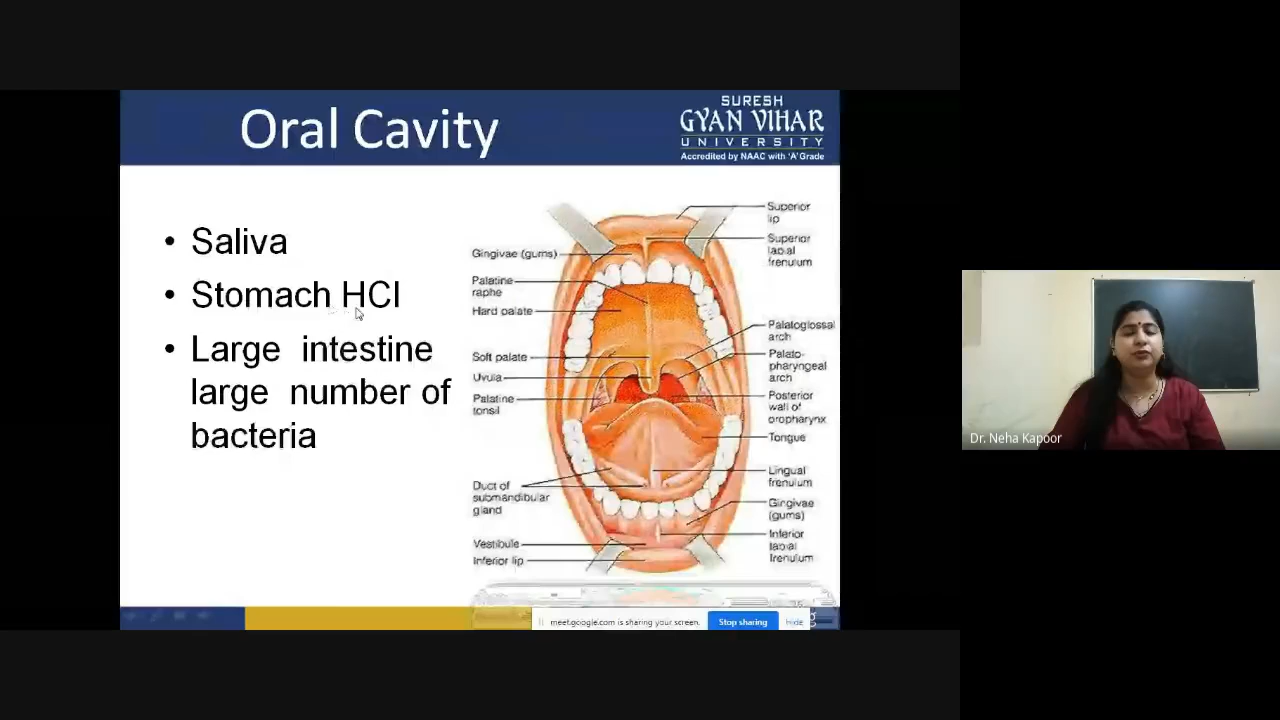 Oral Cavity
SURESH
GYAN VIHAR
UNIVERSITY
Accredited by NAAC with 'A' Grade
• Saliva
• Stomach HCl
• Large intestine
large number of
bacteria
Gingivae (gums)
Palatine
raphe
Hard palate
Soft palate
Uvula
Palatine
tonsil
Duct of
submandibular
gland
Vestibule
Inferior lip
Superior
lip
Superior
labial
frenulum
Palatoglossal
arch
Palato-
pharyngeal
arch
Posterior
wall of
oropharynx
Tongue
Lingual
frenulum
Gingivae
(gums)
Inferior
labial
frenulum
meet.google.com is sharing your screen.
Stop sharing
Hide
Dr. Neha Kapoor